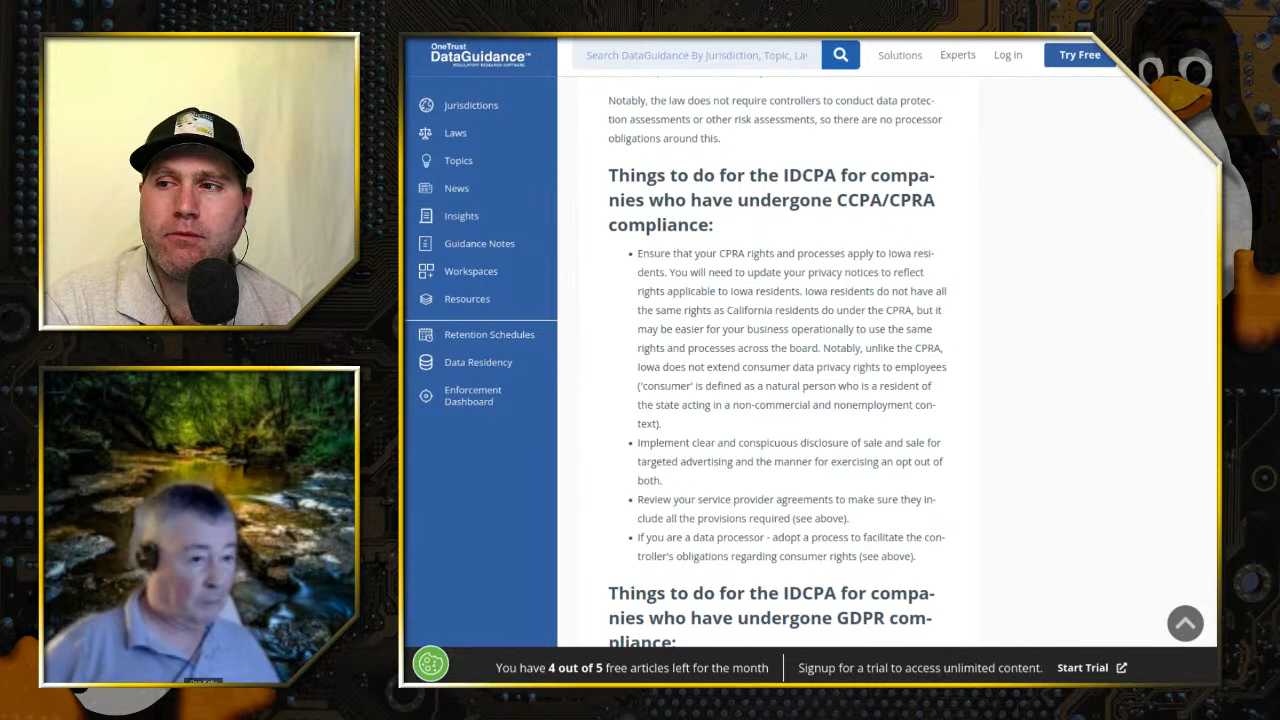 OneTrust
DataGuidance™
REGULATORY RESEARCH SOFTWARE
Search DataGuidance By Jurisdiction, Topic, La
Solutions
Experts
Log in
Try Free
Jurisdictions
Laws
Topics
News
Insights
Guidance Notes
Workspaces
Resources
Retention Schedules
Data Residency
Enforcement
Dashboard
Notably, the law does not require controllers to conduct data protec-
tion assessments or other risk assessments, so there are no processor
obligations around this.
Things to do for the IDCPA for compa-
nies who have undergone CCPA/CPRA
compliance:
• Ensure that your CPRA rights and processes apply to Iowa resi-
dents. You will need to update your privacy notices to reflect
rights applicable to Iowa residents. Iowa residents do not have all
the same rights as California residents do under the CPRA, but it
may be easier for your business operationally to use the same
rights and processes across the board. Notably, unlike the CPRA,
Iowa does not extend consumer data privacy rights to employees
('consumer' is defined as a natural person who is a resident of
the state acting in a non-commercial and nonemployment con-
text).
• Implement clear and conspicuous disclosure of sale and sale for
targeted advertising and the manner for exercising an opt out of
both.
• Review your service provider agreements to make sure they in-
clude all the provisions required (see above).
• If you are a data processor - adopt a process to facilitate the con-
troller's obligations regarding consumer rights (see above).
Things to do for the IDCPA for compa-
nies who have undergone GDPR com-
pliance:
You have 4 out of 5 free articles left for the month
Signup for a trial to access unlimited content.
Start Trial